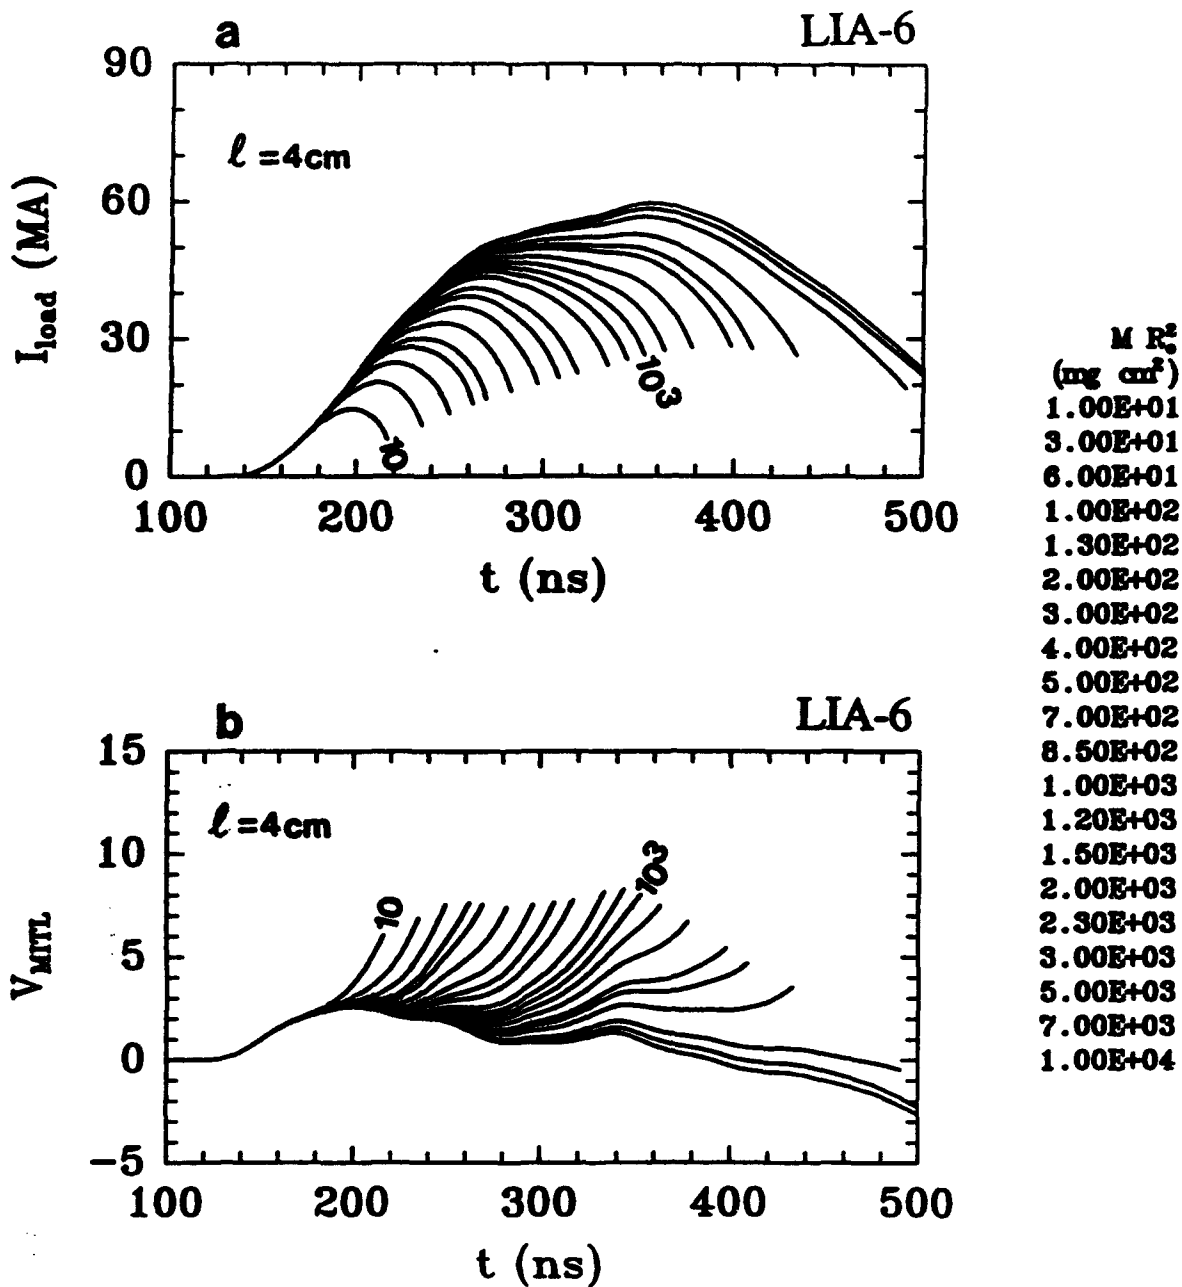 a LIA-6
90
ℓ =4cm
60
30
0
I_load (MA)
10
10^3
100 200 300 400 500
t (ns)
b LIA-6
15
ℓ =4cm
10
5
0
-5
V_MITL
10
10^3
100 200 300 400 500
t (ns)
M R_o^2
(mg cm^2)
1.00E+01
3.00E+01
6.00E+01
1.00E+02
1.30E+02
2.00E+02
3.00E+02
4.00E+02
5.00E+02
7.00E+02
8.50E+02
1.00E+03
1.20E+03
1.50E+03
2.00E+03
2.30E+03
3.00E+03
5.00E+03
7.00E+03
1.00E+04